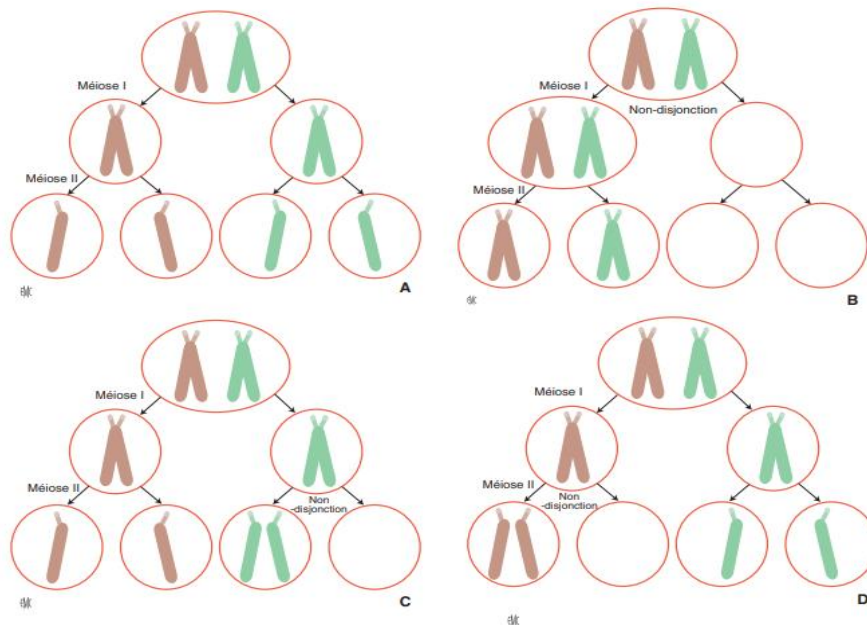 Méiose I
Méiose II
A
Méiose I
Non-disjonction
Méiose II
B
Méiose I
Méiose II
Non
-disjonction
C
Méiose I
Méiose II
Non
-disjonction
D